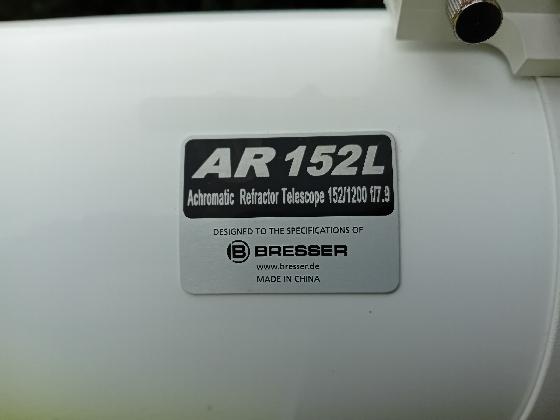 AR 152L
Achromatic Refractor Telescope 152/1200 f/7.9
DESIGNED TO THE SPECIFICATIONS OF
B BRESSER
www.bresser.de
MADE IN CHINA